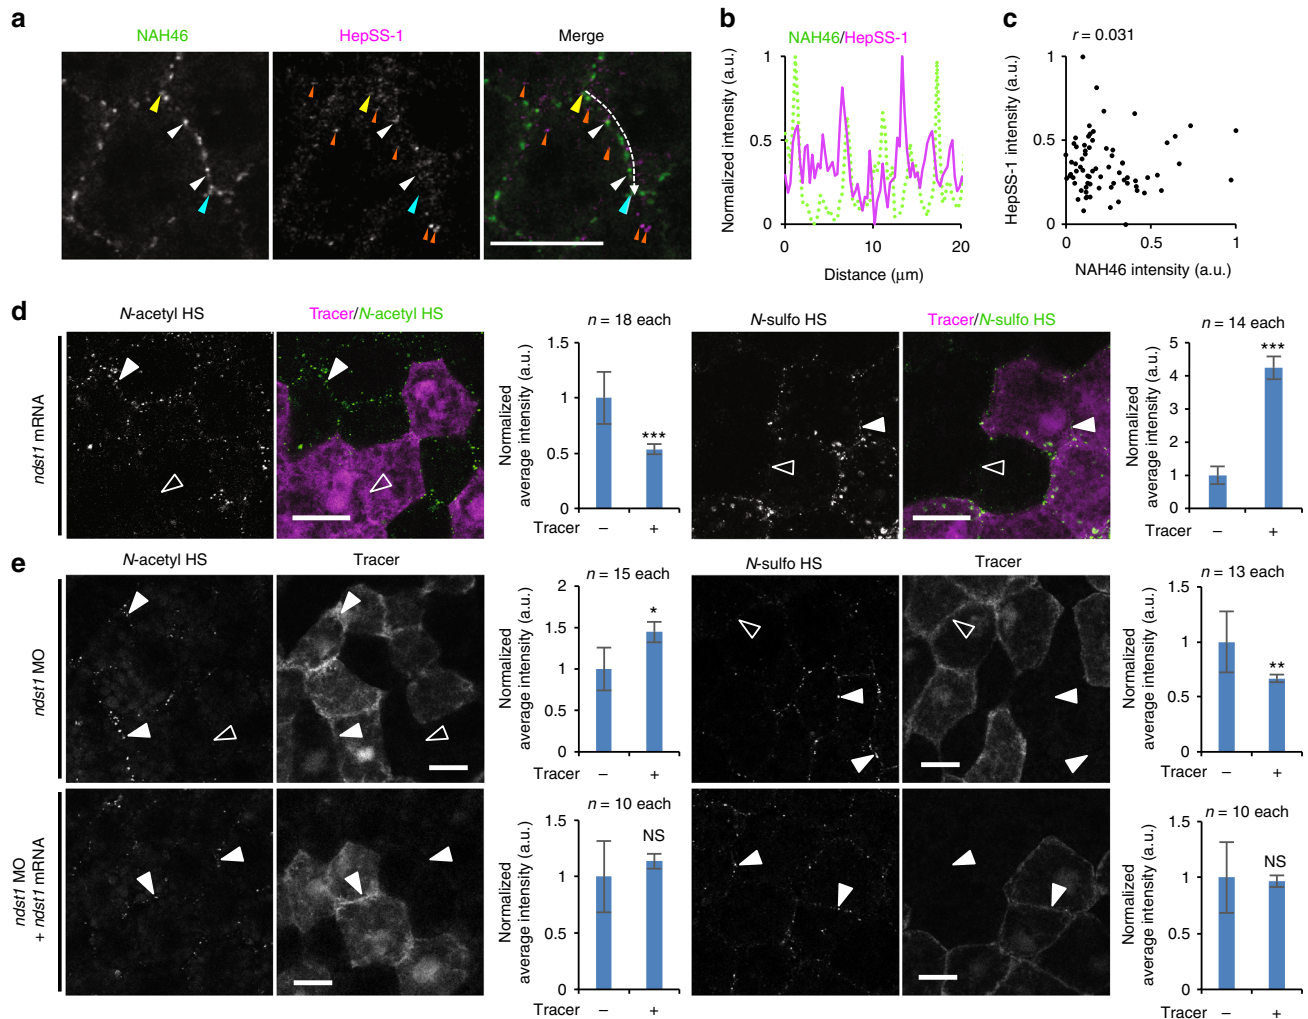 a
NAH46
HepSS-1
Merge
b
NAH46/HepSS-1
Normalized intensity (a.u.)
1
0.5
0
0
10
20
Distance (μm)
c
r = 0.031
HepSS-1 intensity (a.u.)
1
0.5
0
0
0.5
1
NAH46 intensity (a.u.)
d
ndst1 mRNA
N-acetyl HS
Tracer/N-acetyl HS
n = 18 each
Normalized
average intensity (a.u.)
1.5
1
0.5
0
***
Tracer – +
N-sulfo HS
Tracer/N-sulfo HS
n = 14 each
Normalized
average intensity (a.u.)
5
4
3
2
1
0
***
Tracer – +
e
ndst1 MO
N-acetyl HS
Tracer
n = 15 each
Normalized
average intensity (a.u.)
2
1.5
1
0.5
0
*
Tracer – +
N-sulfo HS
Tracer
n = 13 each
Normalized
average intensity (a.u.)
1.5
1
0.5
0
**
Tracer – +
ndst1 MO
+ ndst1 mRNA
n = 10 each
Normalized
average intensity (a.u.)
1.5
1
0.5
0
NS
Tracer – +
n = 10 each
Normalized
average intensity (a.u.)
1.5
1
0.5
0
NS
Tracer – +